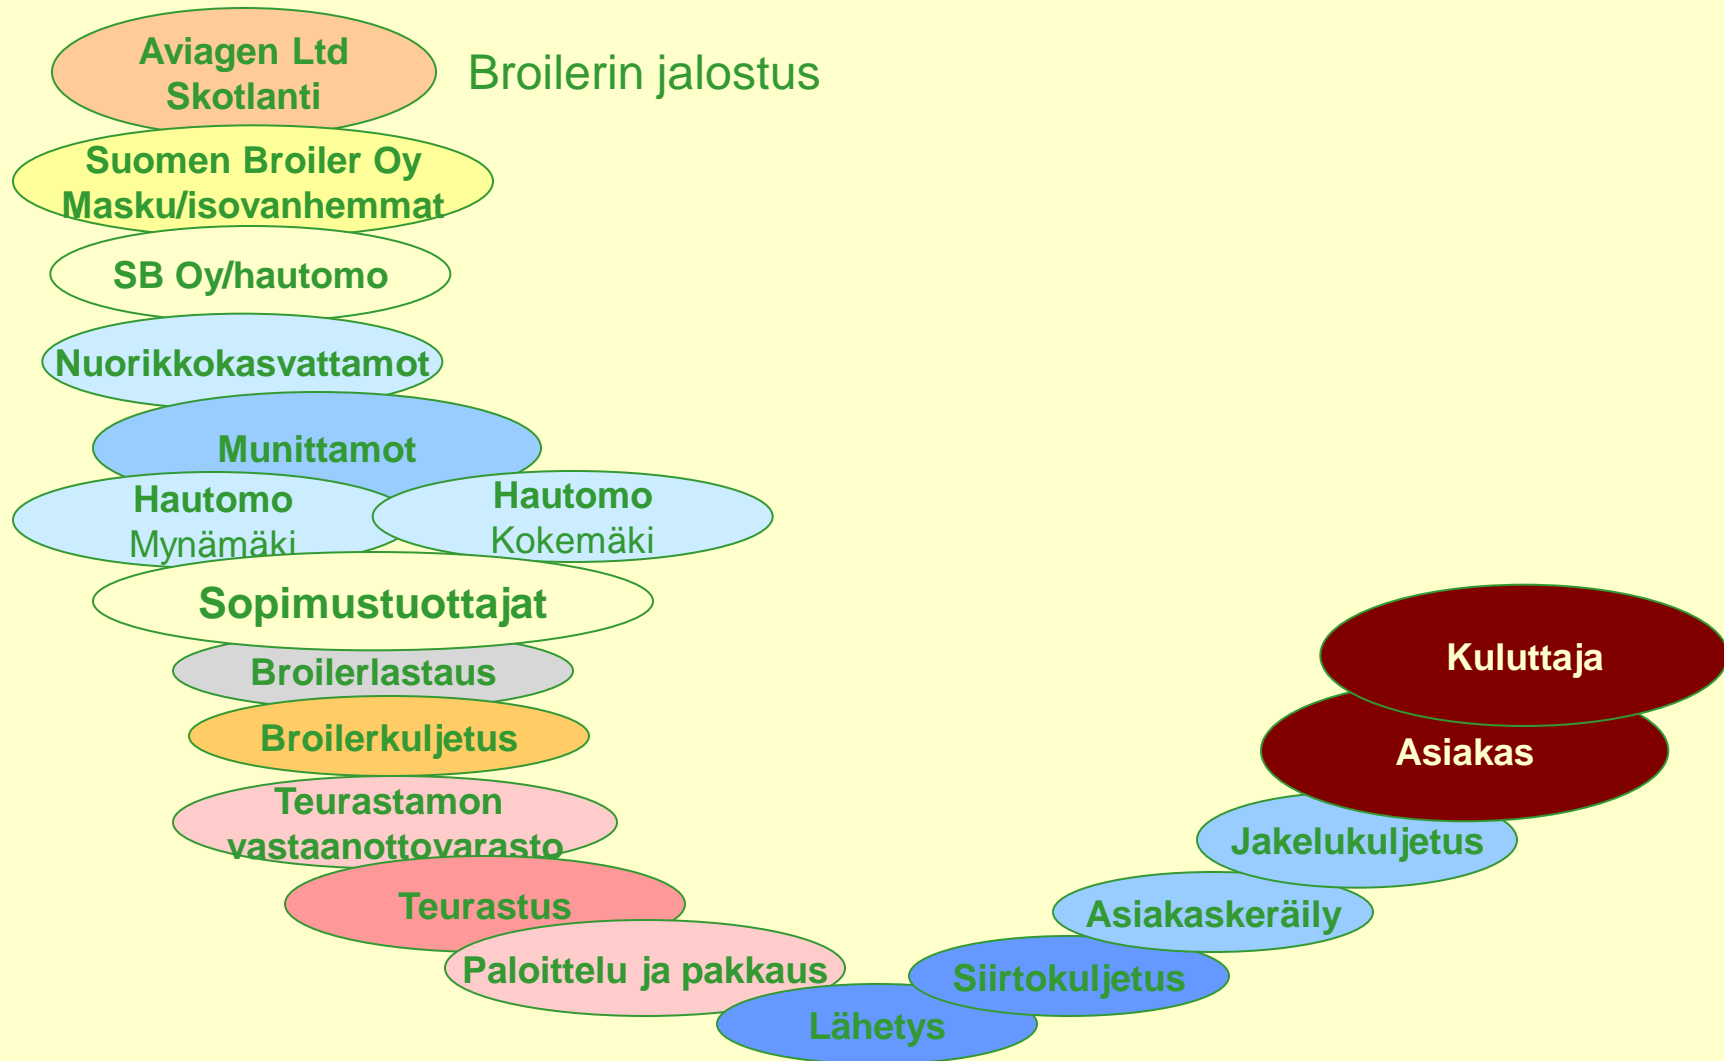 Aviagen Ltd
Skotlanti
Broilerin jalostus
Suomen Broiler Oy
Masku/isovanhemmat
SB Oy/hautomo
Nuorikkokasvattamot
Munittamot
Hautomo
Mynämäki
Hautomo
Kokemäki
Sopimustuottajat
Broilerlastaus
Broilerkuljetus
Teurastamon
vastaanottovarasto
Teurastus
Paloittelu ja pakkaus
Lähetys
Siirtokuljetus
Asiakaskeräily
Jakelukuljetus
Asiakas
Kuluttaja